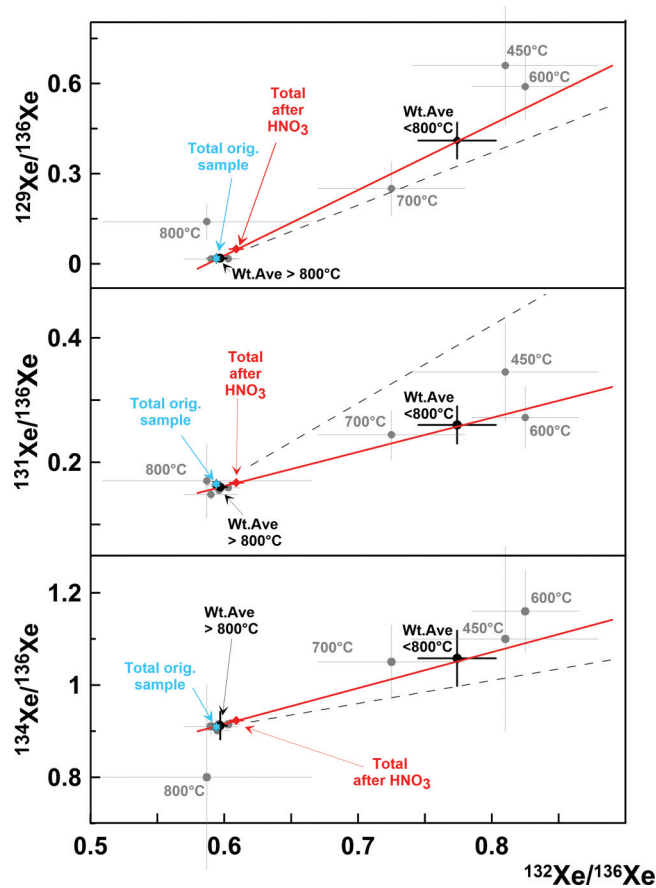 129Xe/136Xe
0.6
0.3
0
450°C
600°C
Total
after
HNO3
Wt.Ave
<800°C
Total orig.
sample
700°C
800°C
Wt.Ave > 800°C
131Xe/136Xe
0.4
0.2
450°C
Total
after
HNO3
Wt.Ave
<800°C
Total orig.
sample
700°C
600°C
800°C
Wt.Ave
> 800°C
134Xe/136Xe
1.2
1
0.8
600°C
Wt.Ave
> 800°C
Wt.Ave
<800°C
450°C
700°C
Total orig.
sample
Total
after HNO3
800°C
0.5
0.6
0.7
0.8
132Xe/136Xe